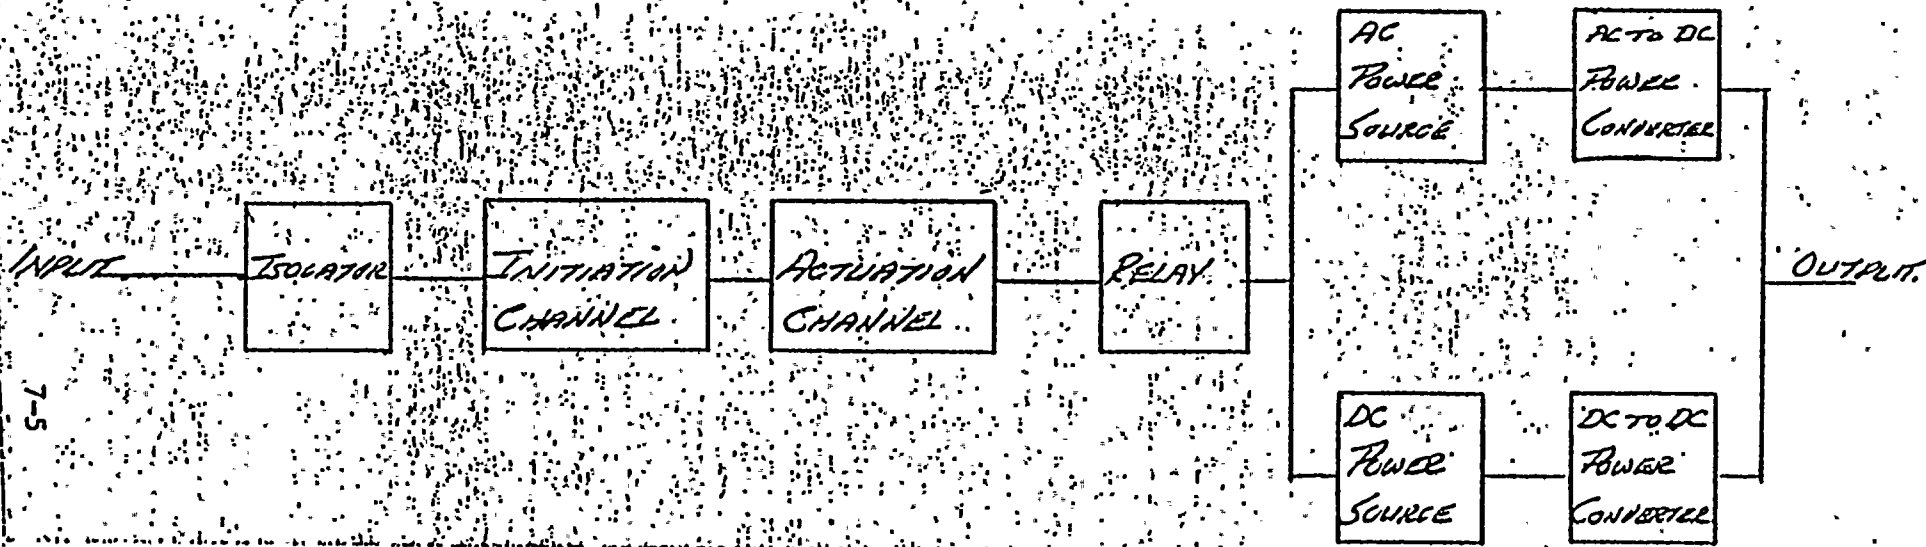 INPUT
ISOLATOR
INITIATION
CHANNEL
ACTUATION
CHANNEL
RELAY
AC
POWER
SOURCE
AC TO DC
POWER
CONVERTER
DC
POWER
SOURCE
DC TO DC
POWER
CONVERTER
OUTPUT
7-5